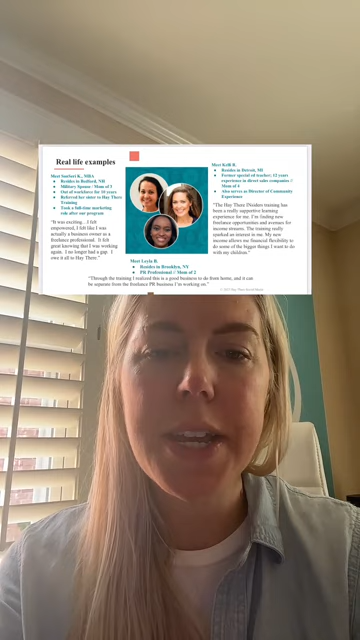 Real life examples
Meet Sontori K., MBA
Resides in Bedford, NH
Military Spouse / Mom of 5
Out of workforce for 10 years
Referred her sister to Hay There
Training
Took a full-time marketing
role after our program
"It was exciting... I felt
empowered, I felt like I was
actually a business owner as a
freelance professional. It felt
great knowing that I was working
again. I no longer had a gap. I
owe it all to Hay There."
Meet Kelli B.
Resides in Detroit, MI
Former special ed teacher; 12 years
experience in direct sales companies //
Mom of 4
Also serves as Director of Community
Experience
training has
been a really supportive learning
experience for me. I'm finding new
freelance opportunities and avenues for
income streams. The training really
sparked an interest to me. My new
income allows me financial flexibility to
do some of the bigger things I want to do
with my children."
Meet Layla B.
Resides in Brooklyn, NY
PR Professional // Mom of 2
"Through the training I realized this is a good business to do from home, and it can
be separate from the freelance PR business I'm working on."